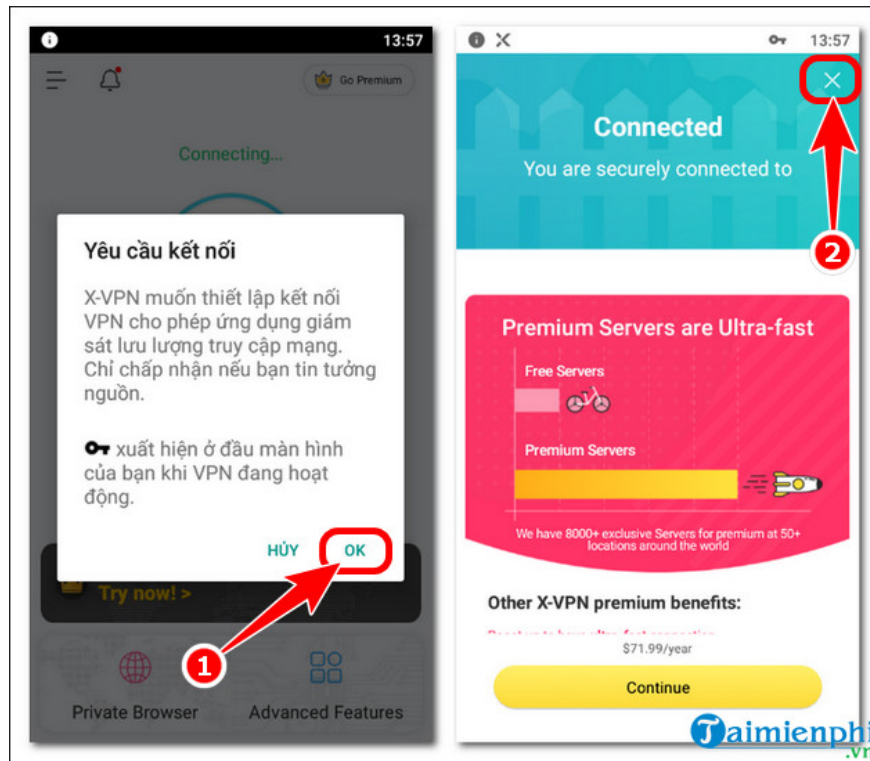 13:57
Go Premium
Connecting...
Yêu cầu kết nối
X-VPN muốn thiết lập kết nối
VPN cho phép ứng dụng giám
sát lưu lượng truy cập mạng.
Chỉ chấp nhận nếu bạn tin tưởng
nguồn.
xuất hiện ở đầu màn hình
của bạn khi VPN đang hoạt
động.
HỦY OK
Try now! >
1
Private Browser Advanced Features
13:57
Connected
You are securely connected to
2
Premium Servers are Ultra-fast
Free Servers
Premium Servers
We have 8000+ exclusive Servers for premium at 50+
locations around the world
Other X-VPN premium benefits:
$71.99/year
Continue
Taimienphi
.vn